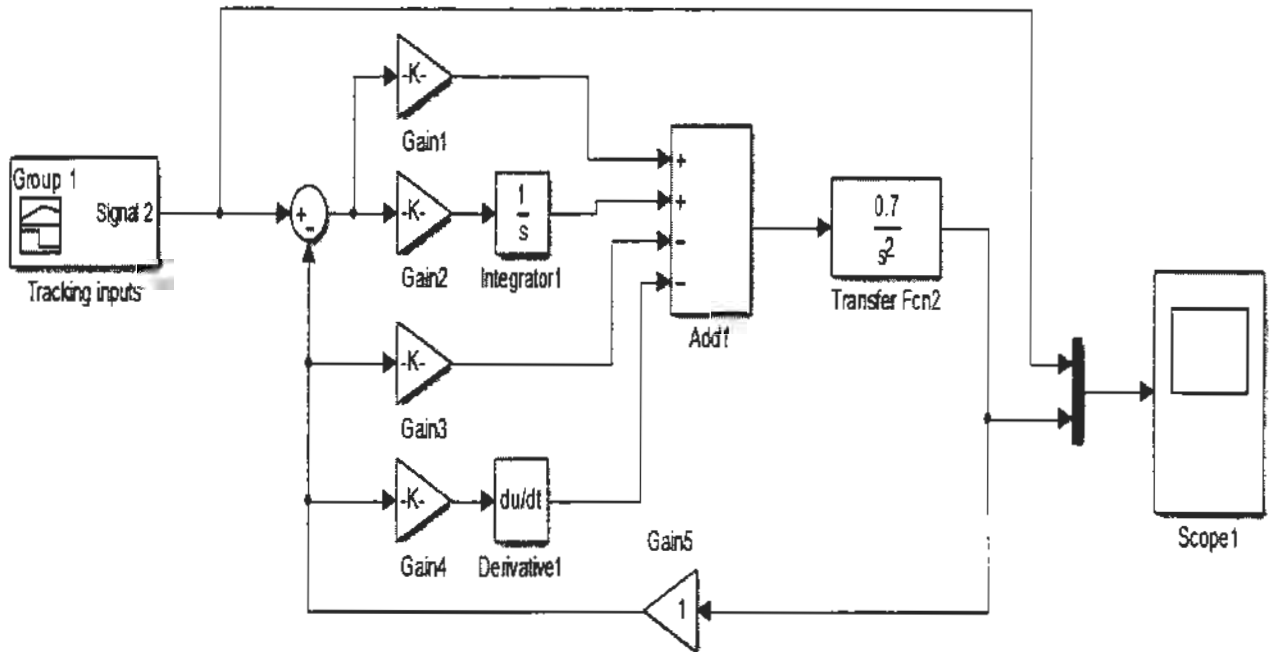 -K-
Gain1
Group 1
Signal 2
Tracking inputs
+
-
-K-
Gain2
1
s
Integrator1
-K-
Gain3
-K-
Gain4
du/dt
Derivative1
+
+
-
-
Add1
0.7
s²
Transfer Fcn2
Gain5
1
Scope1